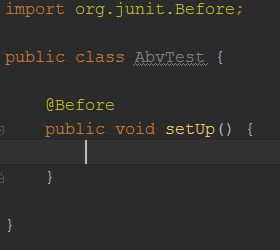 import org.junit.Before;
public class AbvTest {
@Before
public void setUp() {
}
}